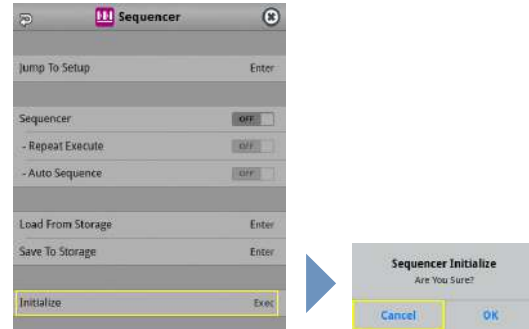 Sequencer
Jump To Setup Enter
Sequencer OFF
- Repeat Execute OFF
- Auto Sequence OFF
Load From Storage Enter
Save To Storage Enter
Initialize Exec
Sequencer Initialize
Are You Sure?
Cancel OK